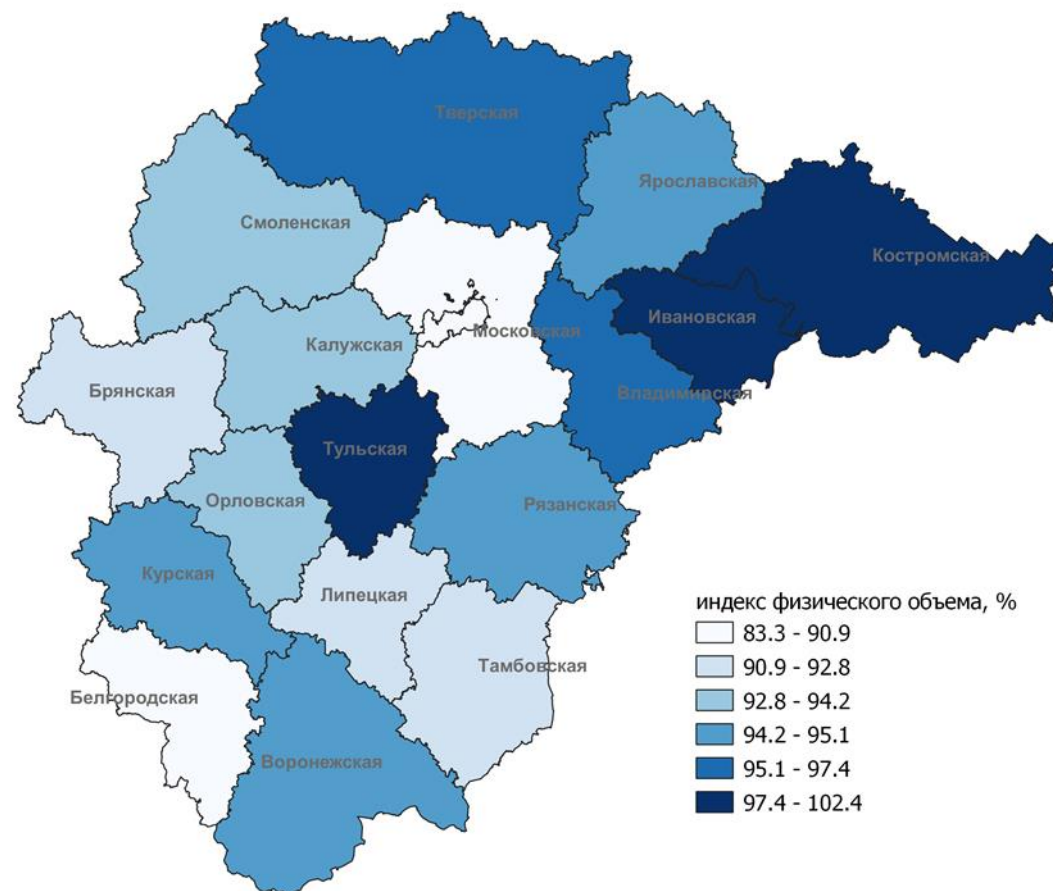 Тверская
Ярославская
Смоленская
Костромская
Ивановская
Московская
Калужская
Брянская
Владимирская
Тульская
Орловская
Рязанская
Курская
Липецкая
Тамбовская
Белгородская
Воронежская
индекс физического объема, %
83.3 - 90.9
90.9 - 92.8
92.8 - 94.2
94.2 - 95.1
95.1 - 97.4
97.4 - 102.4